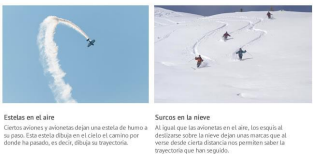 Estelas en el aire
Ciertos aviones y avionetas dejan una estela de humo a
su paso. Esta estela dibuja en el cielo el camino por
donde ha pasado, es decir, dibuja su trayectoria.
Surcos en la nieve
Al igual que las avionetas en el aire, los esquís al
deslizarse sobre la nieve dejan unas marcas que al
verse desde cierta distancia nos permiten saber la
trayectoria que han seguido.